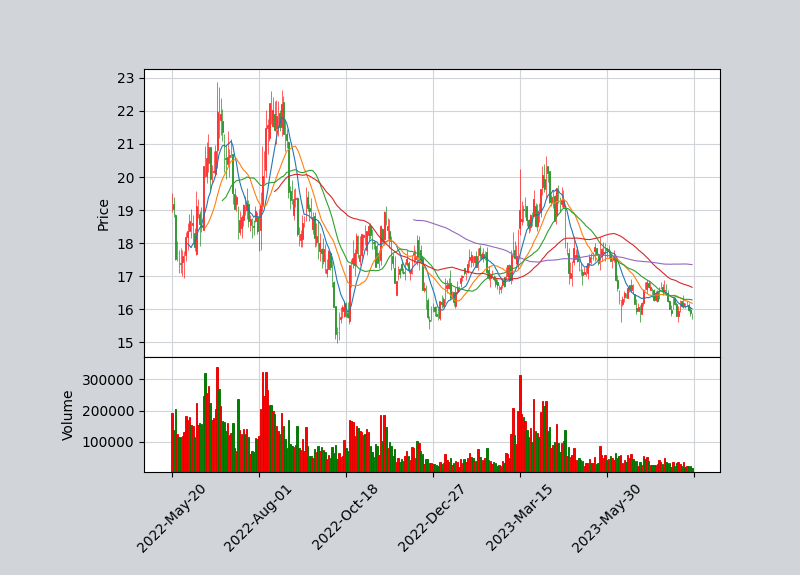 23
22
21
20
19
18
17
16
15
Price
300000
200000
100000
Volume
2022-May-20
2022-Aug-01
2022-Oct-18
2022-Dec-27
2023-Mar-15
2023-May-30